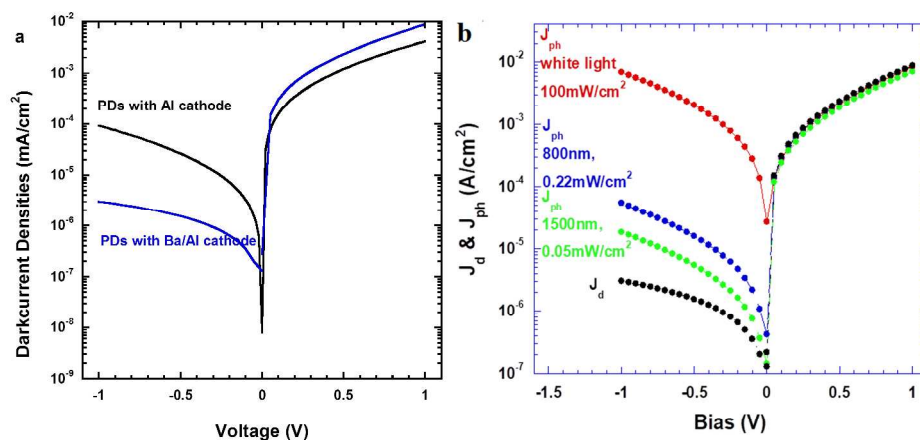 a
Darkcurrent Densities (mA/cm²)
10⁻²
10⁻³
10⁻⁴
10⁻⁵
10⁻⁶
10⁻⁷
10⁻⁸
10⁻⁹
PDs with Al cathode
PDs with Ba/Al cathode
-1
-0.5
0
0.5
1
Voltage (V)
b
J_d & J_ph (A/cm²)
10⁻²
10⁻³
10⁻⁴
10⁻⁵
10⁻⁶
10⁻⁷
J_ph
white light
100mW/cm²
J_ph
800nm,
0.22mW/cm²
J_ph
1500nm,
0.05mW/cm²
J_d
-1.5
-1
-0.5
0
0.5
1
Bias (V)